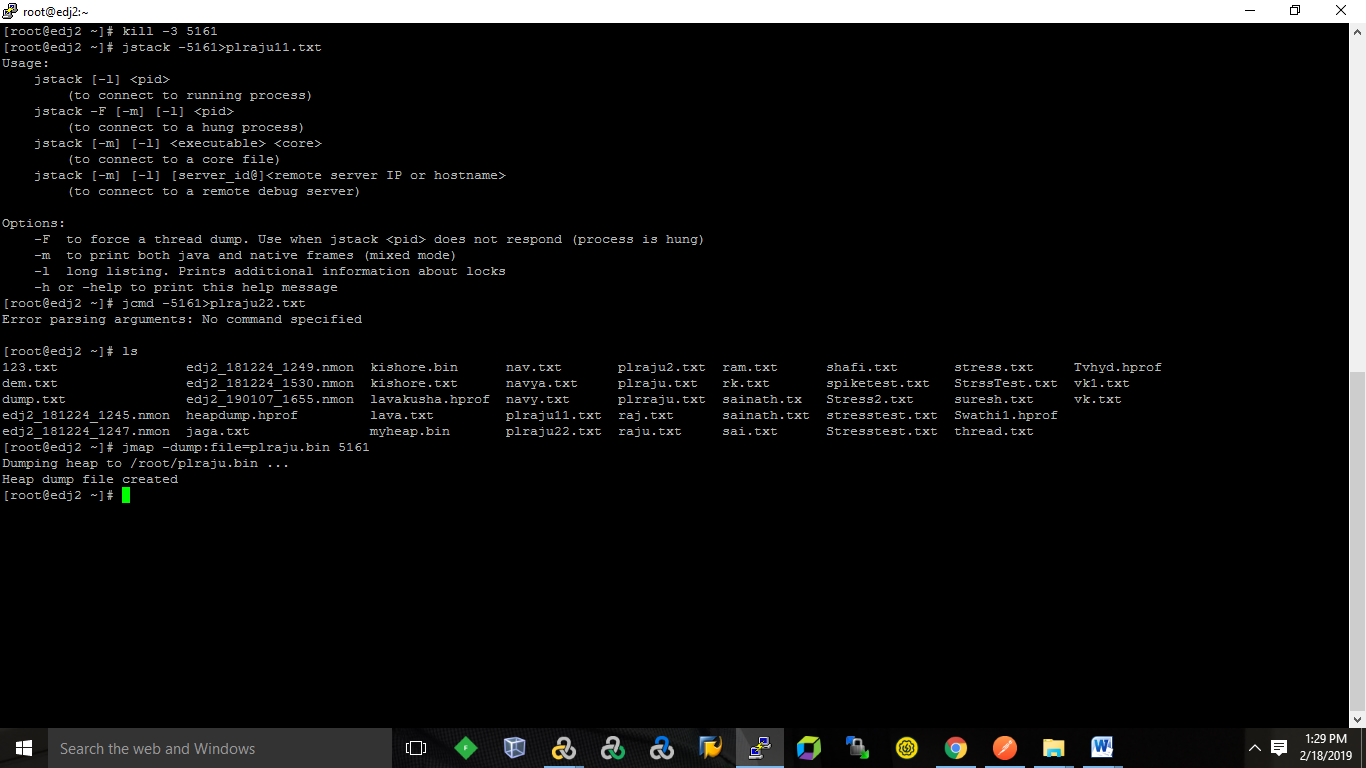 root@edj2:~
[root@edj2 ~]# kill -3 5161
[root@edj2 ~]# jstack -5161>plraju11.txt
Usage:
    jstack [-l] <pid>
        (to connect to running process)
    jstack -F [-m] [-l] <pid>
        (to connect to a hung process)
    jstack [-m] [-l] <executable> <core>
        (to connect to a core file)
    jstack [-m] [-l] [server_id@]<remote server IP or hostname>
        (to connect to a remote debug server)

Options:
    -F  to force a thread dump. Use when jstack <pid> does not respond (process is hung)
    -m  to print both java and native frames (mixed mode)
    -l  long listing. Prints additional information about locks
    -h or -help to print this help message
[root@edj2 ~]# jcmd -5161>plraju22.txt
Error parsing arguments: No command specified

[root@edj2 ~]# ls
123.txt                edj2_181224_1249.nmon  kishore.bin      nav.txt       plraju2.txt  ram.txt      shafi.txt       stress.txt     Tvhyd.hprof
dem.txt                edj2_181224_1530.nmon  kishore.txt      navya.txt     plraju.txt   rk.txt       spiketest.txt   StrssTest.txt  vk1.txt
dump.txt               edj2_190107_1655.nmon  lavakusha.hprof  navy.txt      plrraju.txt  sainath.tx   Stress2.txt     suresh.txt     vk.txt
edj2_181224_1245.nmon  heapdump.hprof         lava.txt         plraju11.txt  raj.txt      sainath.txt  stresstest.txt  Swathi1.hprof
edj2_181224_1247.nmon  jaga.txt               myheap.bin       plraju22.txt  raju.txt     sai.txt      Stresstest.txt  thread.txt
[root@edj2 ~]# jmap -dump:file=plraju.bin 5161
Dumping heap to /root/plraju.bin ...
Heap dump file created
[root@edj2 ~]#
Search the web and Windows
F
W
1:29 PM
2/18/2019